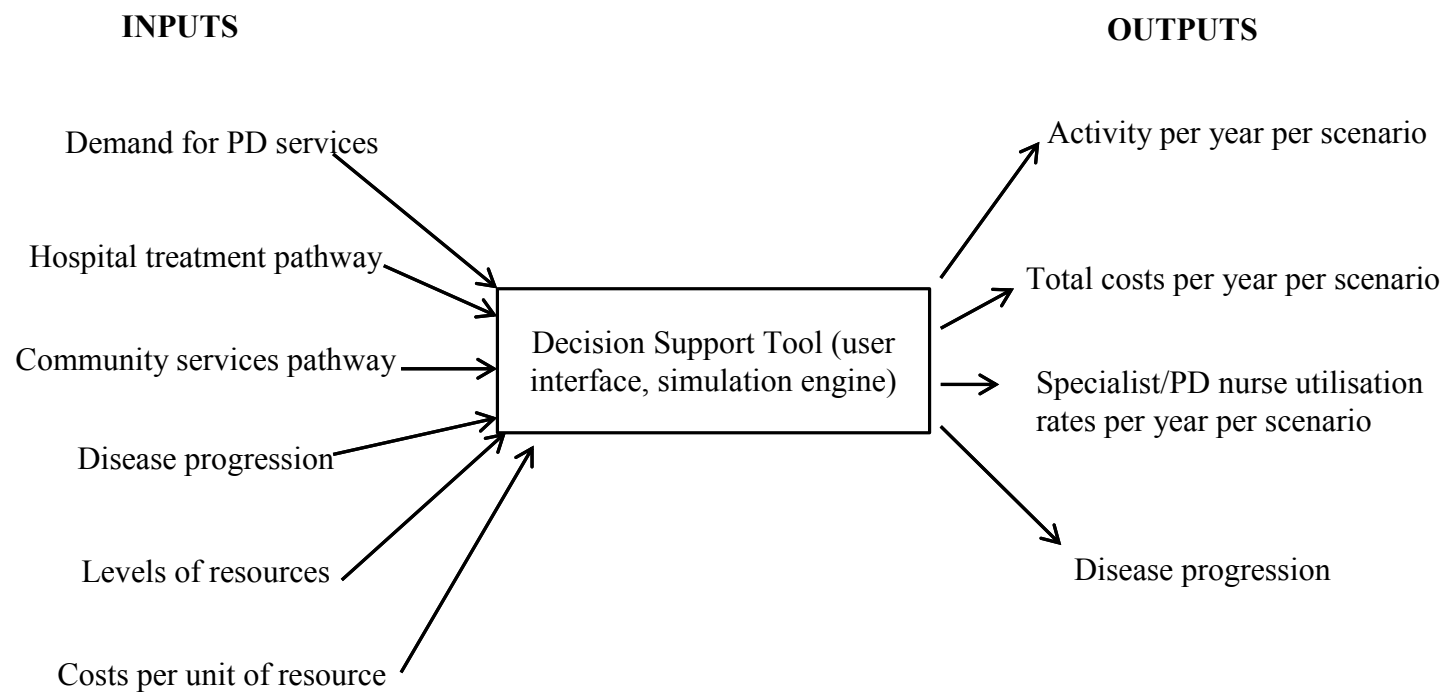 INPUTS
OUTPUTS
Demand for PD services
Hospital treatment pathway
Community services pathway
Disease progression
Levels of resources
Costs per unit of resource
Decision Support Tool (user
interface, simulation engine)
Activity per year per scenario
Total costs per year per scenario
Specialist/PD nurse utilisation
rates per year per scenario
Disease progression